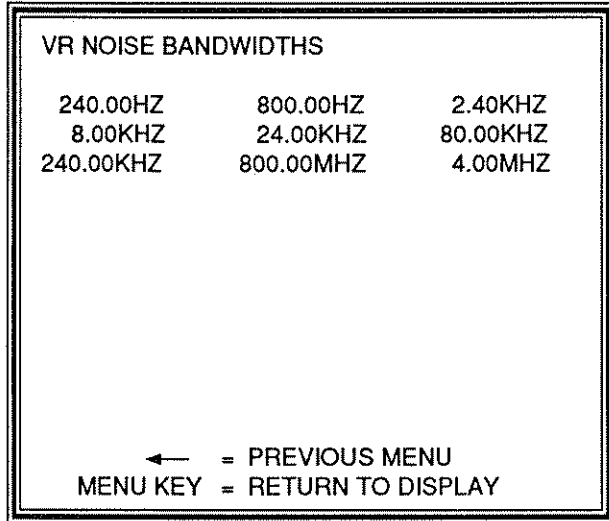 VR NOISE BANDWIDTHS
240.00HZ 800.00HZ 2.40KHZ
8.00KHZ 24.00KHZ 80.00KHZ
240.00KHZ 800.00MHZ 4.00MHZ
← = PREVIOUS MENU
MENU KEY = RETURN TO DISPLAY